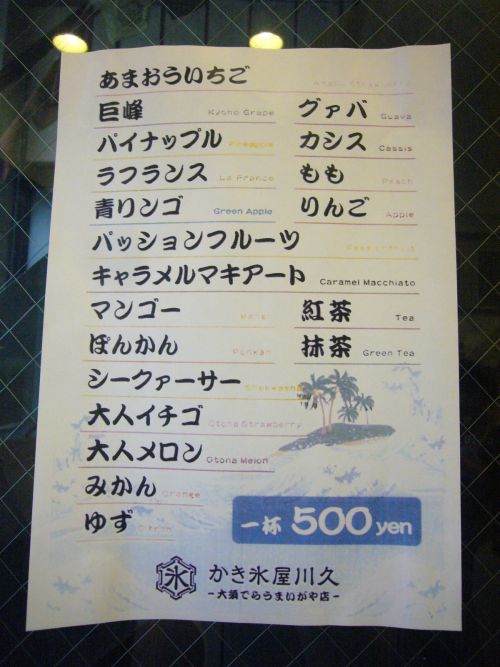 あまおういちご Amaou Strawberry
巨峰 Kyoho Grape グァバ Guava
パイナップル Pineapple カシス Cassis
ラフランス La France もも Peach
青リンゴ Green Apple りんご Apple
パッションフルーツ Passionfruit
キャラメルマキアート Caramel Macchiato
マンゴー 紅茶 Tea
ぽんかん Ponkan 抹茶 Green Tea
シークァーサー
大人イチゴ Otona Strawberry
大人メロン Otona Melon
みかん Orange
ゆず
一杯 500 yen
氷 かき氷屋川久
-大須でらうまいがや店-